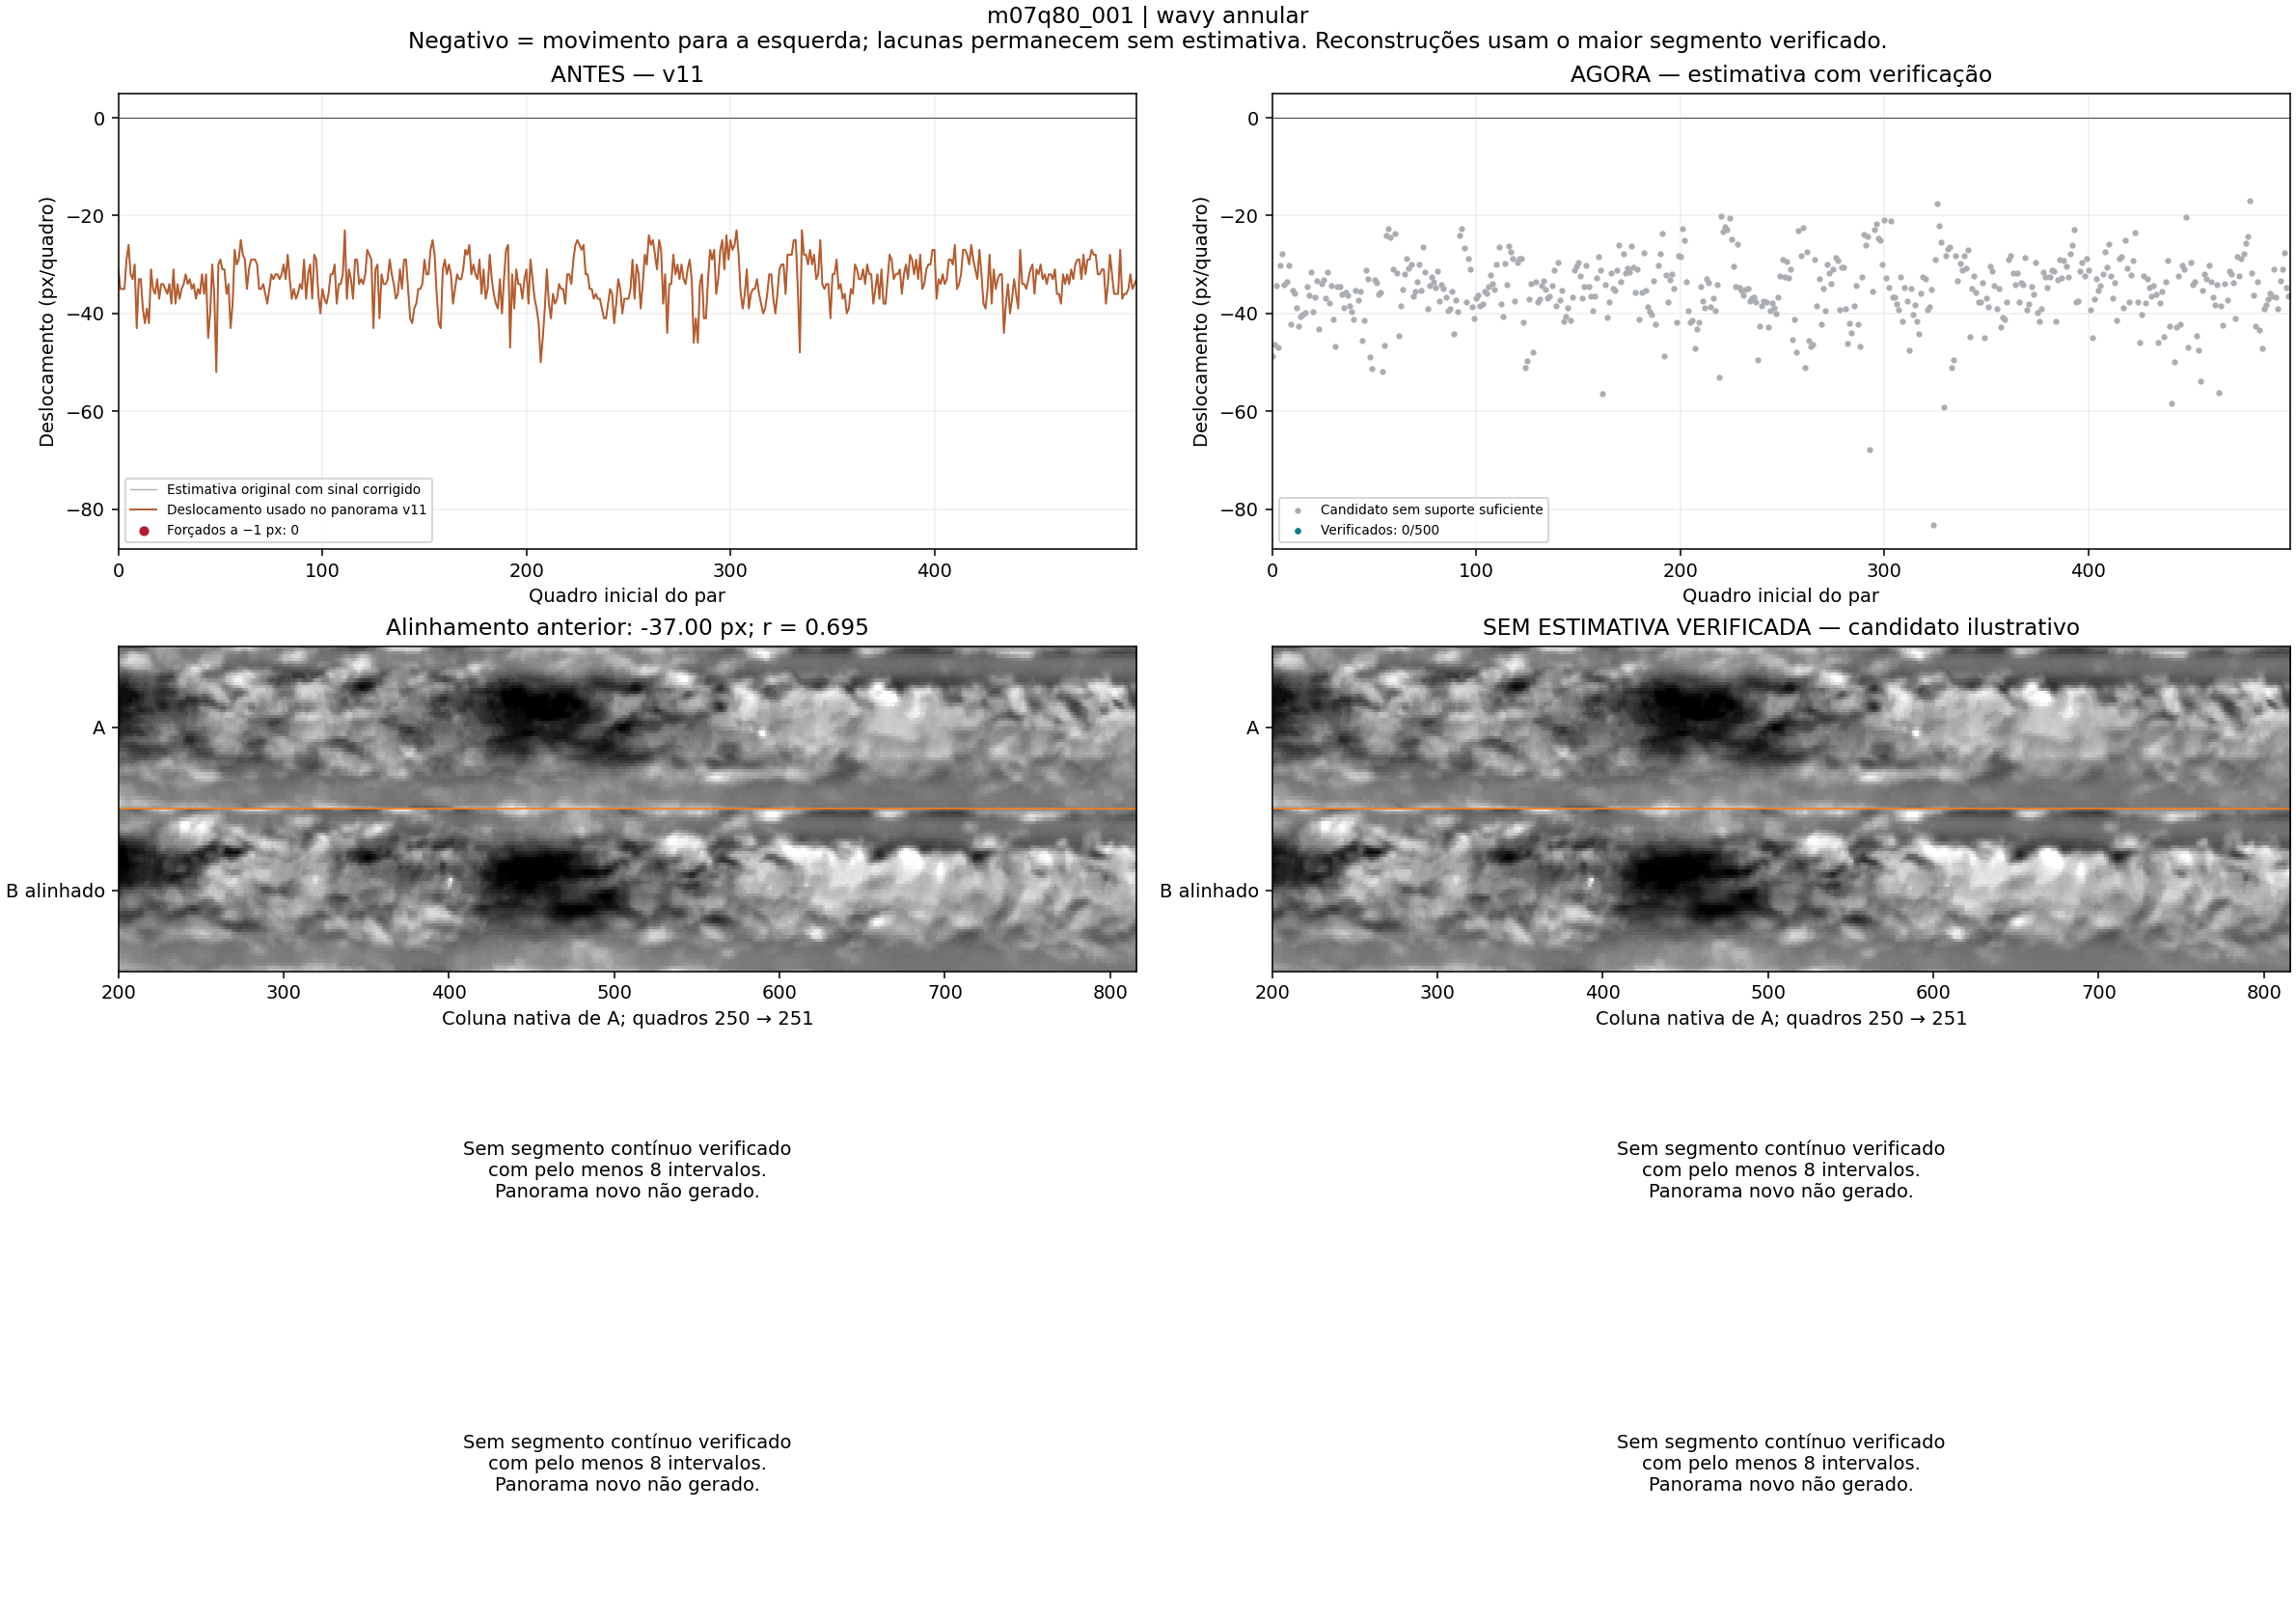 m07q80_001 | wavy annular
Negativo = movimento para a esquerda; lacunas permanecem sem estimativa. Reconstruções usam o maior segmento verificado.
ANTES — v11
0
−20
−40
−60
−80
Deslocamento (px/quadro)
Estimativa original com sinal corrigido
Deslocamento usado no panorama v11
Forçados a −1 px: 0
0 100 200 300 400
Quadro inicial do par
AGORA — estimativa com verificação
0
−20
−40
−60
−80
Deslocamento (px/quadro)
Candidato sem suporte suficiente
Verificados: 0/500
0 100 200 300 400
Quadro inicial do par
Alinhamento anterior: -37.00 px; r = 0.695
A
B alinhado
200 300 400 500 600 700 800
Coluna nativa de A; quadros 250 → 251
SEM ESTIMATIVA VERIFICADA — candidato ilustrativo
A
B alinhado
200 300 400 500 600 700 800
Coluna nativa de A; quadros 250 → 251
Sem segmento contínuo verificado
com pelo menos 8 intervalos.
Panorama novo não gerado.
Sem segmento contínuo verificado
com pelo menos 8 intervalos.
Panorama novo não gerado.
Sem segmento contínuo verificado
com pelo menos 8 intervalos.
Panorama novo não gerado.
Sem segmento contínuo verificado
com pelo menos 8 intervalos.
Panorama novo não gerado.